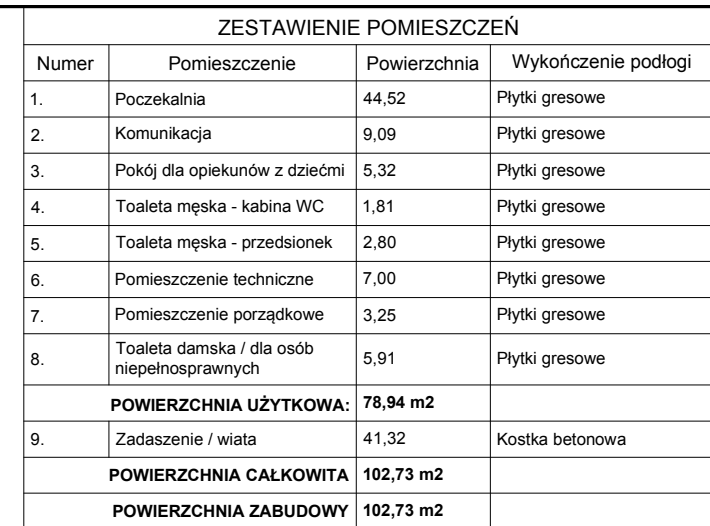 ZESTAWIENIE POMIESZCZEŃ
Numer Pomieszczenie Powierzchnia Wykończenie podłogi
1. Poczekalnia 44,52 Płytki gresowe
2. Komunikacja 9,09 Płytki gresowe
3. Pokój dla opiekunów z dziećmi 5,32 Płytki gresowe
4. Toaleta męska - kabina WC 1,81 Płytki gresowe
5. Toaleta męska - przedsionek 2,80 Płytki gresowe
6. Pomieszczenie techniczne 7,00 Płytki gresowe
7. Pomieszczenie porządkowe 3,25 Płytki gresowe
8. Toaleta damska / dla osób
niepełnosprawnych 5,91 Płytki gresowe
POWIERZCHNIA UŻYTKOWA: 78,94 m2
9. Zadaszenie / wiata 41,32 Kostka betonowa
POWIERZCHNIA CAŁKOWITA 102,73 m2
POWIERZCHNIA ZABUDOWY 102,73 m2